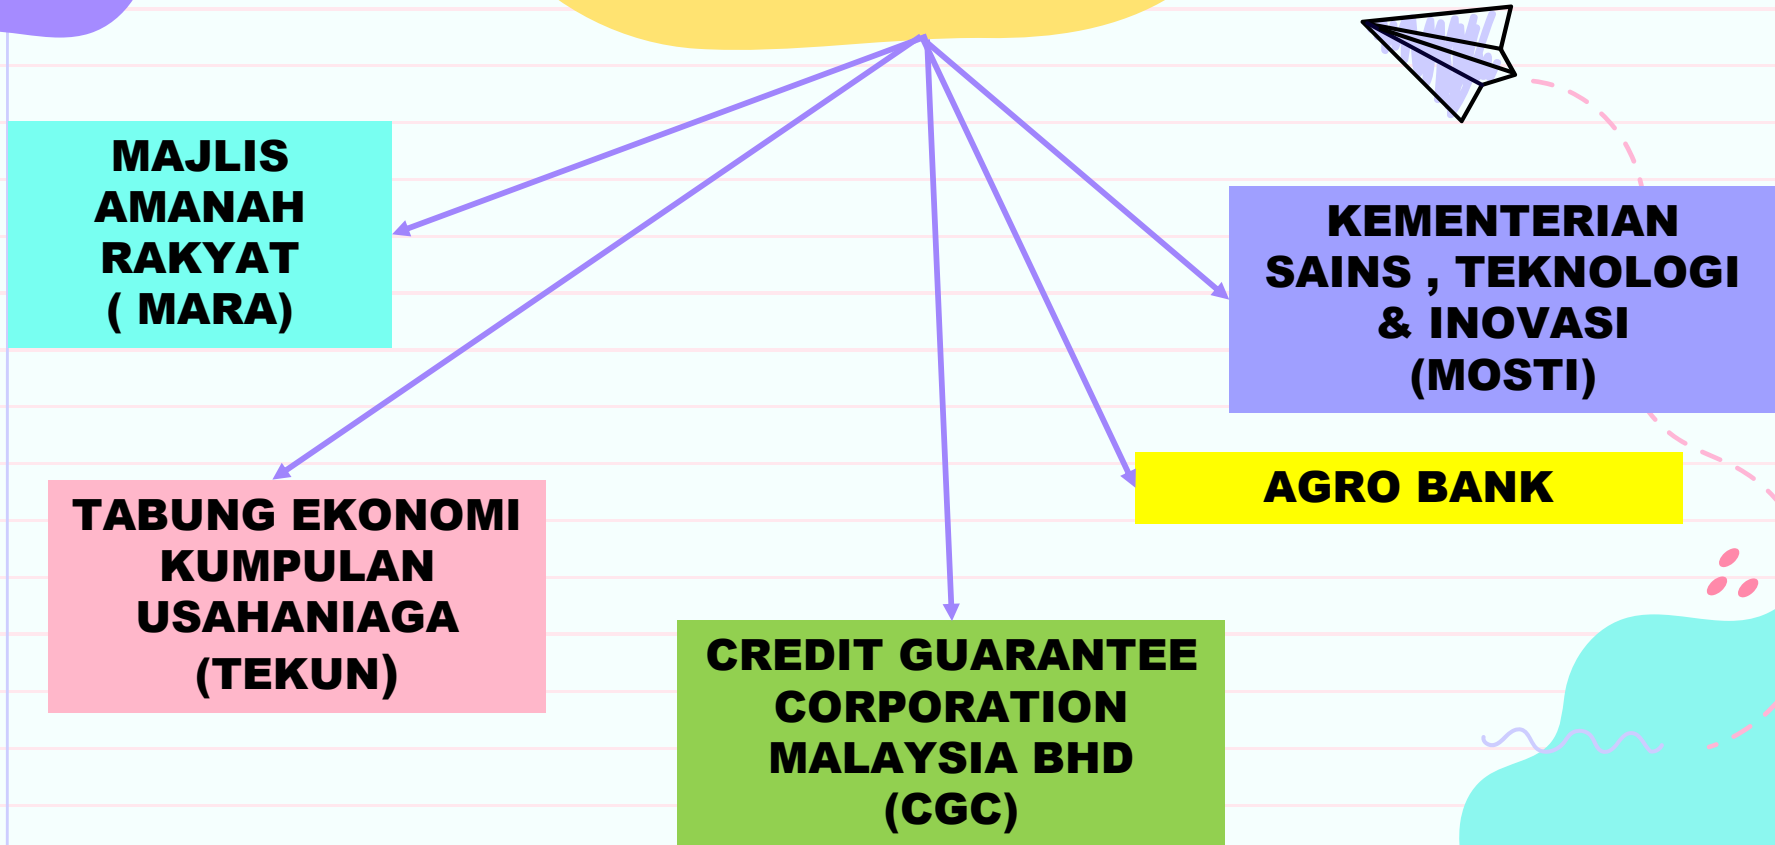 MAJLIS
AMANAH
RAKYAT
( MARA)
KEMENTERIAN
SAINS , TEKNOLOGI
& INOVASI
(MOSTI)
AGRO BANK
TABUNG EKONOMI
KUMPULAN
USAHANIAGA
(TEKUN)
CREDIT GUARANTEE
CORPORATION
MALAYSIA BHD
(CGC)